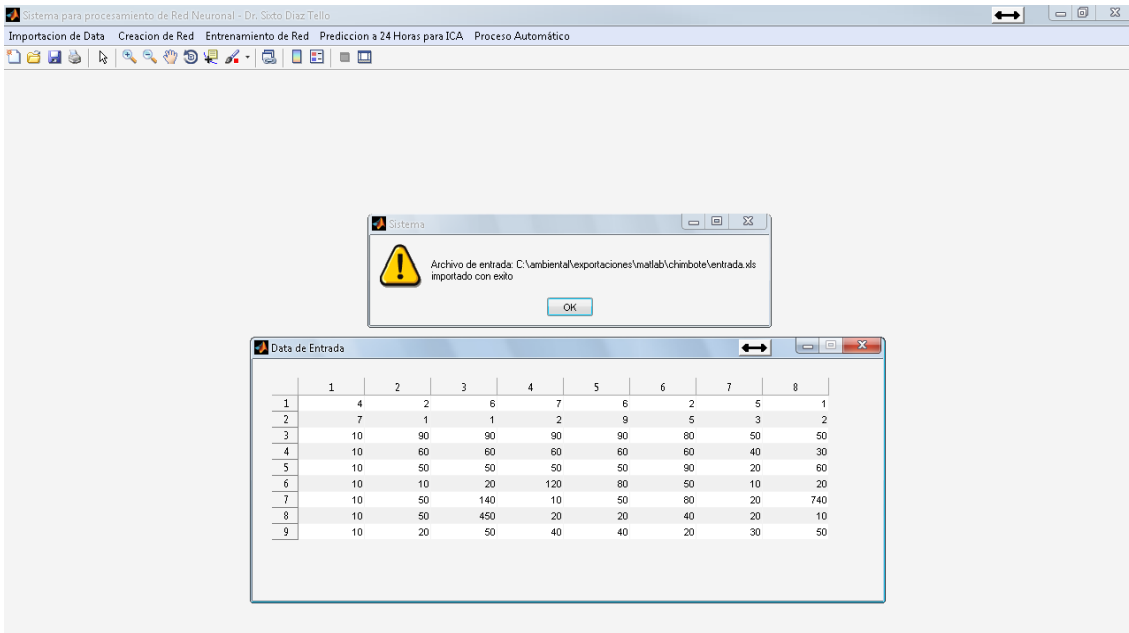 Sistema para procesamiento de Red Neuronal - Dr. Sixto Diaz Tello
Importacion de Data Creacion de Red Entrenamiento de Red Prediccion a 24 Horas para ICA Proceso Automático
Sistema
Archivo de entrada: C:\ambiental\exportaciones\matlab\chimbote\entrada.xls
importado con exito
OK
Data de Entrada
1 2 3 4 5 6 7 8
1 4 2 6 7 6 2 5 1
2 7 1 1 2 9 5 3 2
3 10 90 90 90 90 80 50 50
4 10 60 60 60 60 60 40 30
5 10 50 50 50 50 90 20 60
6 10 10 20 120 80 50 10 20
7 10 50 140 10 50 80 20 740
8 10 50 450 20 20 40 20 10
9 10 20 50 40 40 20 30 50